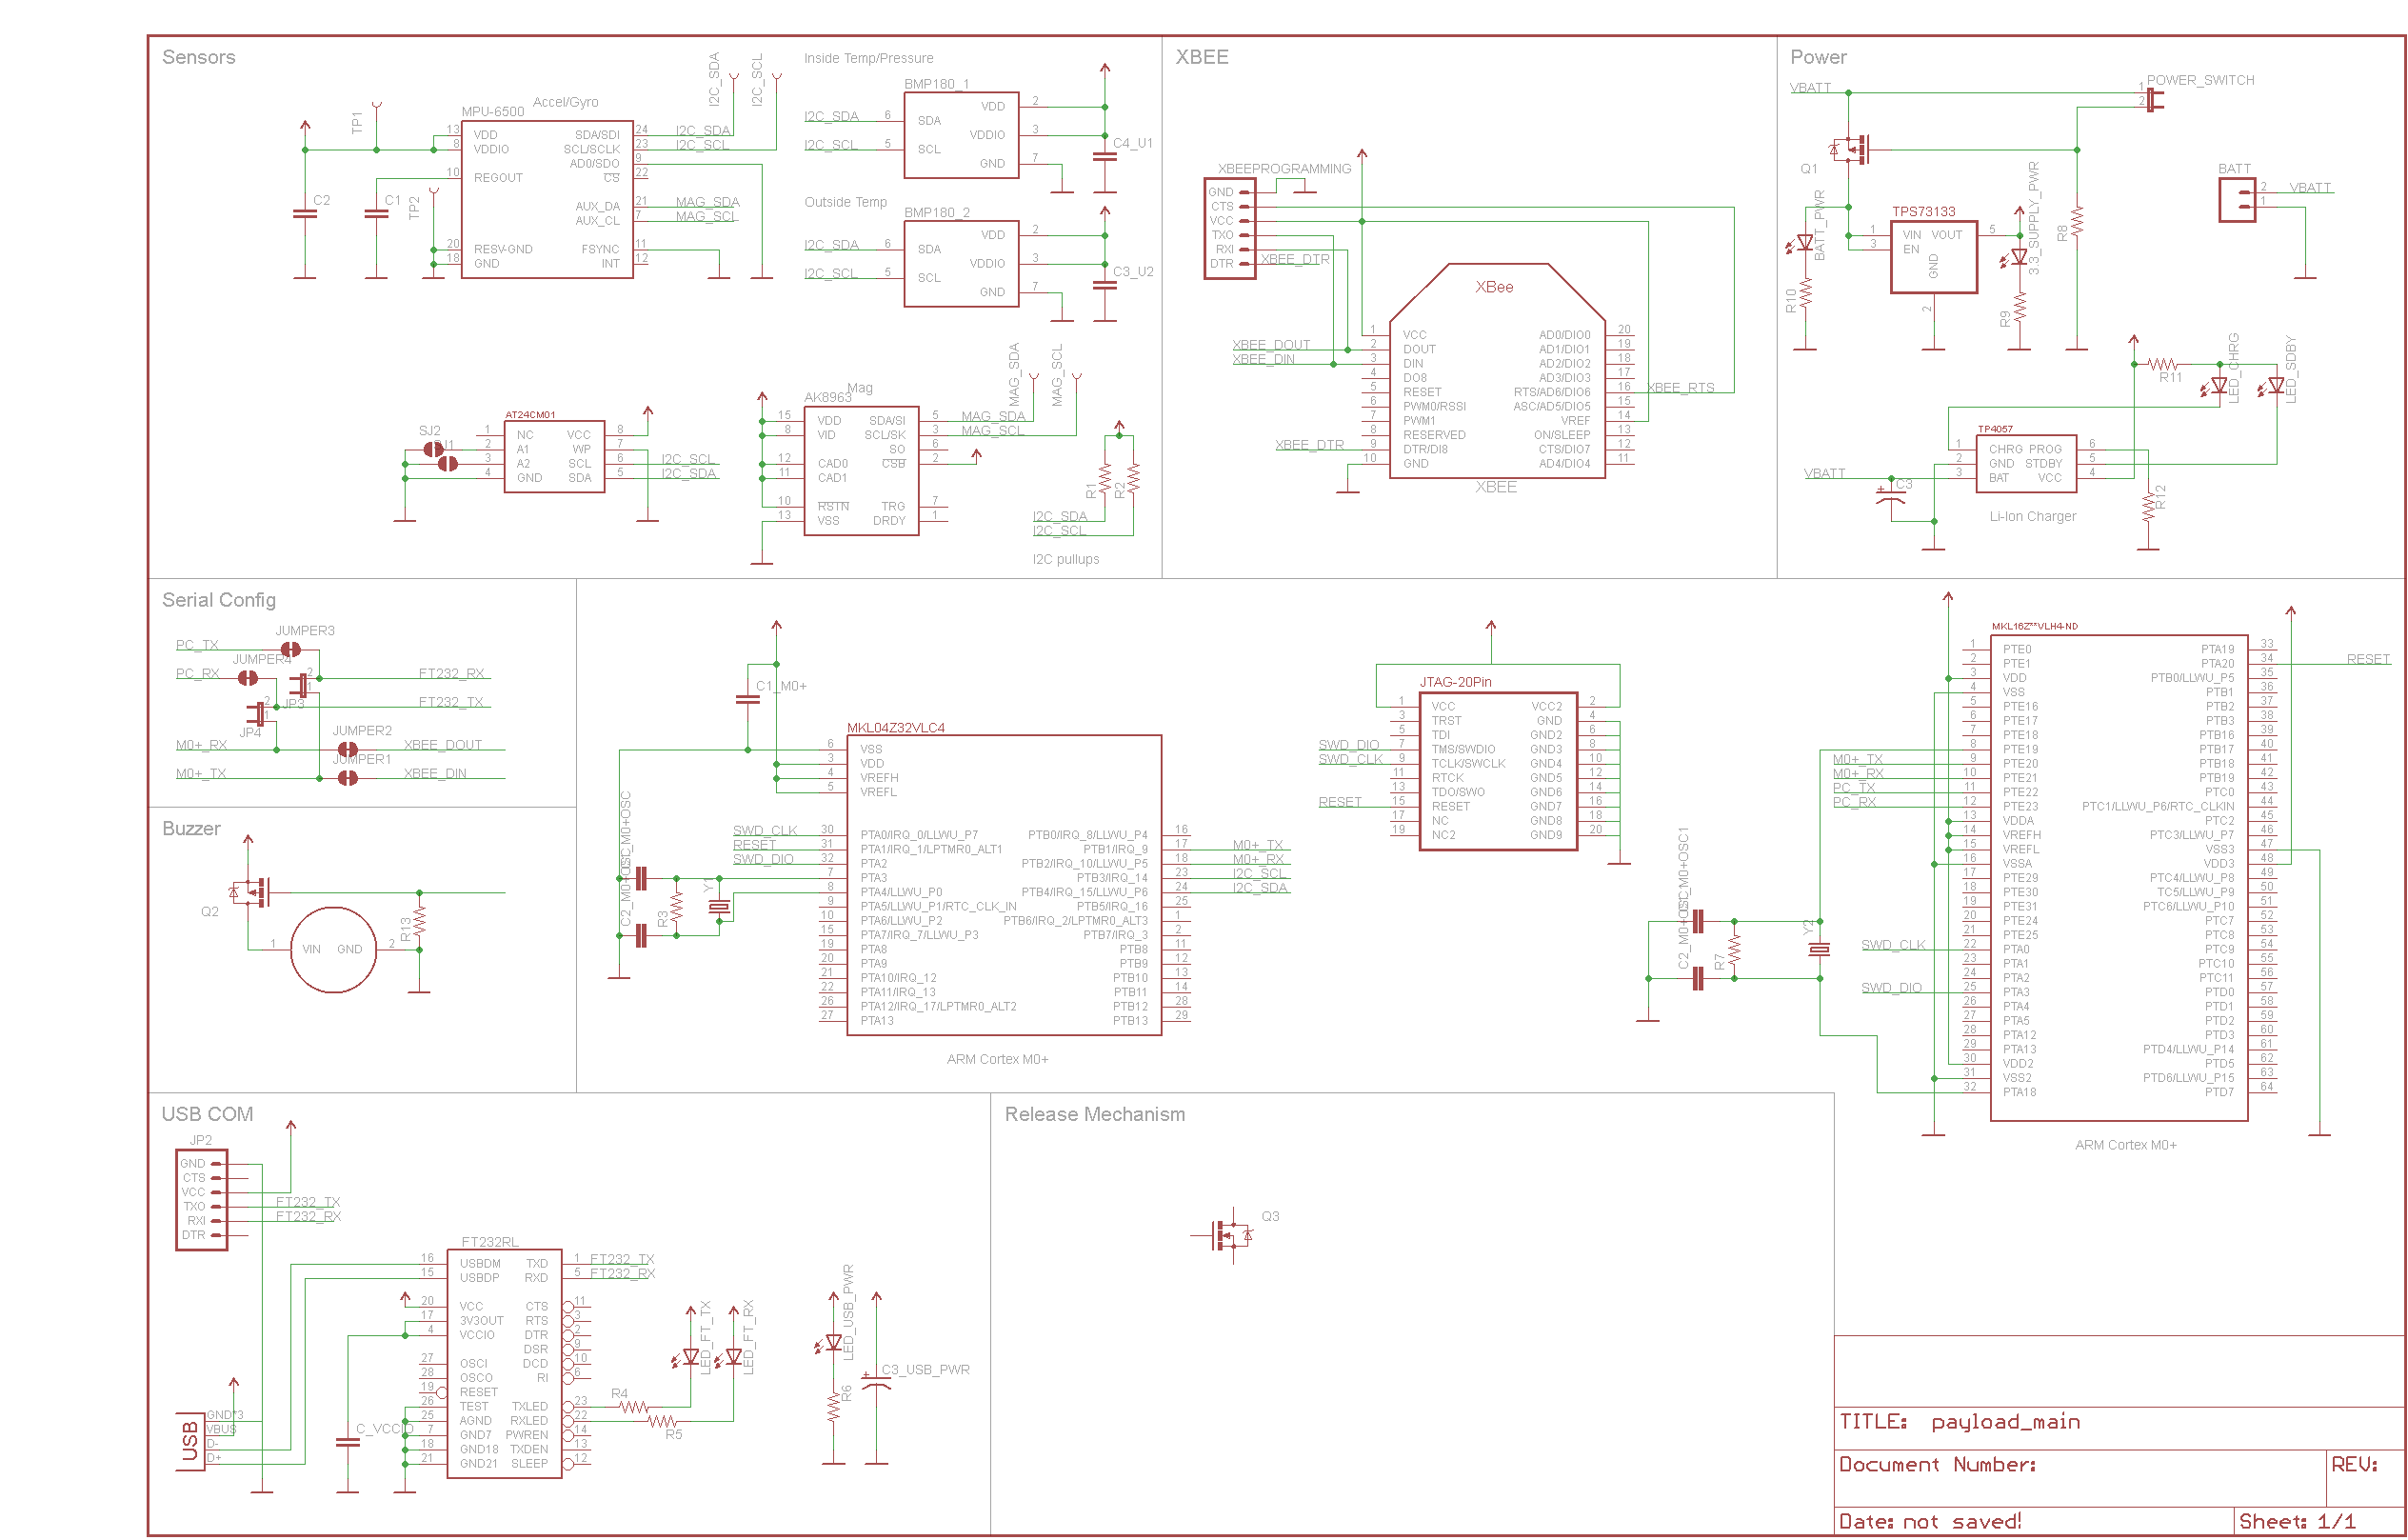 Sensors
TP1
C2
C1
TP2
MPU-6500
Accel/Gyro
13 VDD
8 VDDIO
10 REGOUT
20 RESV-GND
18 GND
SDA/SDI 24 I2C_SDA
SCL/SCLK 23 I2C_SCL
AD0/SDO 9
CS 22
AUX_DA 21 MAG_SDA
AUX_CL 7 MAG_SCL
FSYNC 11
INT 12
I2C_SDA
I2C_SCL
Inside Temp/Pressure
BMP180_1
I2C_SDA 6 SDA
I2C_SCL 5 SCL
VDD 2
VDDIO 3
GND 7
C4_U1
Outside Temp
BMP180_2
I2C_SDA 6 SDA
I2C_SCL 5 SCL
VDD 2
VDDIO 3
GND 7
C3_U2
SJ2
AT24CM01
1 NC VCC 8
2 A1 WP 7
3 A2 SCL 6 I2C_SCL
4 GND SDA 5 I2C_SDA
Mag
AK8963
15 VDD SDA/SI 5 MAG_SDA
8 VID SCL/SK 3 MAG_SCL
SO 6
12 CAD0 CSB 2
11 CAD1
10 RSTN TRG 7
13 VSS DRDY 1
MAG_SDA
MAG_SCL
R1
R2
I2C_SDA
I2C_SCL
I2C pullups
XBEE
XBEEPROGRAMMING
GND
CTS
VCC
TXO
RXI
DTR XBEE_DTR
XBee
XBEE_DOUT
XBEE_DIN
XBEE_DTR
1 VCC AD0/DIO0 20
2 DOUT AD1/DIO1 19
3 DIN AD2/DIO2 18
4 DO8 AD3/DIO3 17
5 RESET RTS/AD6/DIO6 16 XBEE_RTS
6 PWM0/RSSI ASC/AD5/DIO5 15
7 PWM1 VREF 14
8 RESERVED ON/SLEEP 13
9 DTR/DI8 CTS/DIO7 12
10 GND AD4/DIO4 11
XBEE
Power
VBATT
1
2
POWER_SWITCH
Q1
BATT_PWR
R10
TPS73133
1 VIN VOUT 5
3 EN
GND
2
3.3_SUPPLY_PWR
R9
R8
BATT
2 VBATT
1
R11
LED_CHRG
LED_SDBY
TP4057
1 CHRG PROG 6
2 GND STDBY 5
3 BAT VCC 4
VBATT
C3
R12
Li-Ion Charger
Serial Config
PC_TX
JUMPER3
PC_RX
JUMPER4
FT232_RX
2
1
JP3
FT232_TX
2
1
JP4
M0+_RX
JUMPER2
XBEE_DOUT
M0+_TX
JUMPER1
XBEE_DIN
Buzzer
Q2
1 VIN GND 2
R13
C1_M0+
MKL04Z32VLC4
6 VSS
3 VDD
4 VREFH
5 VREFL
SWD_CLK 30 PTA0/IRQ_0/LLWU_P7
RESET 31 PTA1/IRQ_1/LPTMR0_ALT1
SWD_DIO 32 PTA2
7 PTA3
8 PTA4/LLWU_P0
9 PTA5/LLWU_P1/RTC_CLK_IN
10 PTA6/LLWU_P2
15 PTA7/IRQ_7/LLWU_P3
19 PTA8
20 PTA9
21 PTA10/IRQ_12
22 PTA11/IRQ_13
26 PTA12/IRQ_17/LPTMR0_ALT2
27 PTA13
PTB0/IRQ_8/LLWU_P4 16
PTB1/IRQ_9 17 M0+_TX
PTB2/IRQ_10/LLWU_P5 18 M0+_RX
PTB3/IRQ_14 23 I2C_SCL
PTB4/IRQ_15/LLWU_P6 24 I2C_SDA
PTB5/IRQ_16 25
PTB6/IRQ_2/LPTMR0_ALT3 1
PTB7/IRQ_3 2
PTB8 11
PTB9 12
PTB10 13
PTB11 14
PTB12 28
PTB13 29
R3
Y1
ARM Cortex M0+
JTAG-20Pin
1 VCC VCC2 2
3 TRST GND 4
5 TDI GND2 6
SWD_DIO 7 TMS/SWDIO GND3 8
SWD_CLK 9 TCLK/SWCLK GND4 10
11 RTCK GND5 12
13 TDO/SWO GND6 14
RESET 15 RESET GND7 16
17 NC GND8 18
19 NC2 GND9 20
R7
Y2
MKL16Z**VLH4-ND
1 PTE0 PTA19 33
2 PTE1 PTA20 34 RESET
3 VDD PTB0/LLWU_P5 35
4 VSS PTB1 36
5 PTE16 PTB2 37
6 PTE17 PTB3 38
7 PTE18 PTB16 39
8 PTE19 PTB17 40
M0+_TX 9 PTE20 PTB18 41
M0+_RX 10 PTE21 PTB19 42
PC_TX 11 PTE22 PTC0 43
PC_RX 12 PTE23 PTC1/LLWU_P6/RTC_CLKIN 44
13 VDDA PTC2 45
14 VREFH PTC3/LLWU_P7 46
15 VREFL VSS3 47
16 VSSA VDD3 48
17 PTE29 PTC4/LLWU_P8 49
18 PTE30 TC5/LLWU_P9 50
19 PTE31 PTC6/LLWU_P10 51
20 PTE24 PTC7 52
21 PTE25 PTC8 53
SWD_CLK 22 PTA0 PTC9 54
23 PTA1 PTC10 55
24 PTA2 PTC11 56
SWD_DIO 25 PTA3 PTD0 57
26 PTA4 PTD1 58
27 PTA5 PTD2 59
28 PTA12 PTD3 60
29 PTA13 PTD4/LLWU_P14 61
30 VDD2 PTD5 62
31 VSS2 PTD6/LLWU_P15 63
32 PTA18 PTD7 64
ARM Cortex M0+
USB COM
JP2
GND
CTS
VCC
TXO FT232_TX
RXI FT232_RX
DTR
FT232RL
16 USBDM TXD 1 FT232_TX
15 USBDP RXD 5 FT232_RX
20 VCC CTS 11
17 3V3OUT RTS 3
4 VCCIO DTR 2
DSR 9
27 OSCI DCD 10
28 OSCO RI 6
19 RESET
26 TEST TXLED 23
25 AGND RXLED 22
7 GND7 PWREN 14
18 GND18 TXDEN 13
21 GND21 SLEEP 12
USB
GND*3
VBUS
D-
D+
C_VCCIO
R4
R5
LED_FT_TX
LED_FT_RX
LED_USB_PWR
R6
C3_USB_PWR
Release Mechanism
Q3
TITLE: payload_main
Document Number:
REV:
Date: not saved!
Sheet: 1/1